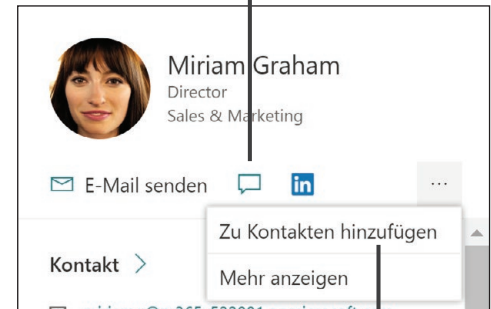 Miriam Graham
Director
Sales & Marketing
E-Mail senden in ...
Zu Kontakten hinzufügen
Kontakt >
Mehr anzeigen